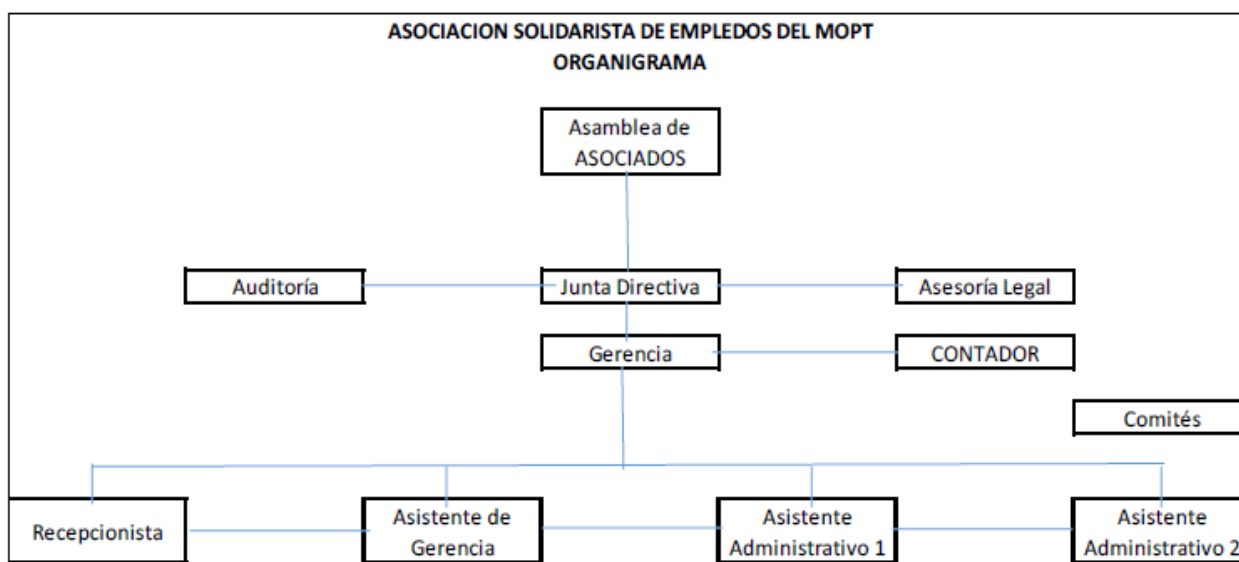 ASOCIACION SOLIDARISTA DE EMPLEDOS DEL MOPT
ORGANIGRAMA
Asamblea de
ASOCIADOS
Auditoría
Junta Directiva
Asesoría Legal
Gerencia
CONTADOR
Comités
Recepcionista
Asistente de
Gerencia
Asistente
Administrativo 1
Asistente
Administrativo 2